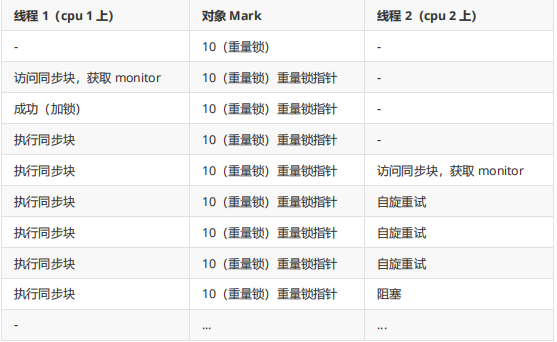 线程 1（cpu 1 上） 对象 Mark 线程 2（cpu 2 上）
- 10（重量锁） -
访问同步块，获取 monitor 10（重量锁）重量锁指针 -
成功（加锁） 10（重量锁）重量锁指针 -
执行同步块 10（重量锁）重量锁指针 -
执行同步块 10（重量锁）重量锁指针 访问同步块，获取 monitor
执行同步块 10（重量锁）重量锁指针 自旋重试
执行同步块 10（重量锁）重量锁指针 自旋重试
执行同步块 10（重量锁）重量锁指针 自旋重试
执行同步块 10（重量锁）重量锁指针 阻塞
- ... ...